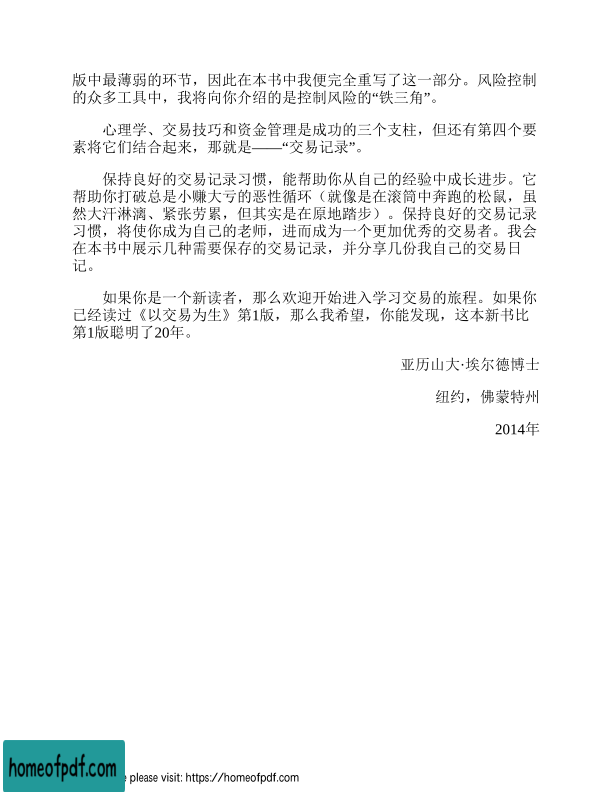 版中最薄弱的环节，因此在本书中我便完全重写了这一部分。风险控制
的众多工具中，我将向你介绍的是控制风险的“铁三角”。
心理学、交易技巧和资金管理是成功的三个支柱，但还有第四个要
素将它们结合起来，那就是——“交易记录”。
保持良好的交易记录习惯，能帮助你从自己的经验中成长进步。它
帮助你打破总是小赚大亏的恶性循环（就像是在滚筒中奔跑的松鼠，虽
然大汗淋漓、紧张劳累，但其实是在原地踏步）。保持良好的交易记录
习惯，将使你成为自己的老师，进而成为一个更加优秀的交易者。我会
在本书中展示几种需要保存的交易记录，并分享几份我自己的交易日
记。
如果你是一个新读者，那么欢迎开始进入学习交易的旅程。如果你
已经读过《以交易为生》第1版，那么我希望，你能发现，这本新书比
第1版聪明了20年。
亚历山大·埃尔德博士
纽约，佛蒙特州
2014年
homeofpdf.com
e please visit: https://homeofpdf.com